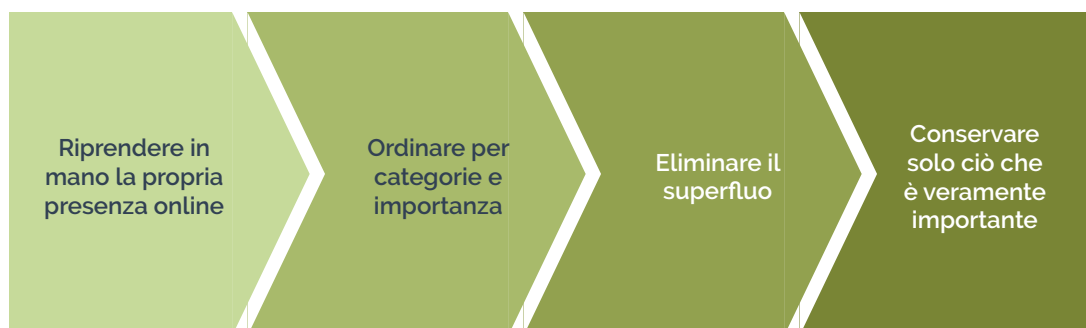 Riprendere in
mano la propria
presenza online
Ordinare per
categorie e
importanza
Eliminare il
superfluo
Conservare
solo ciò che
è veramente
importante